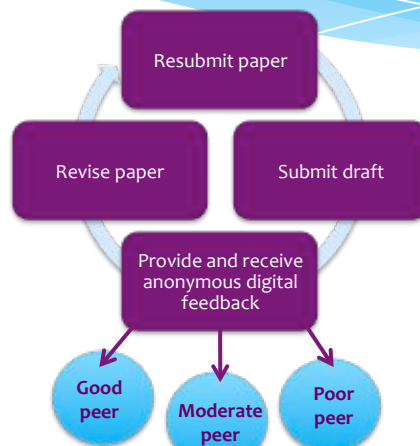 Resubmit paper
Revise paper
Submit draft
Provide and receive
anonymous digital
feedback
Good
peer
Moderate
peer
Poor
peer